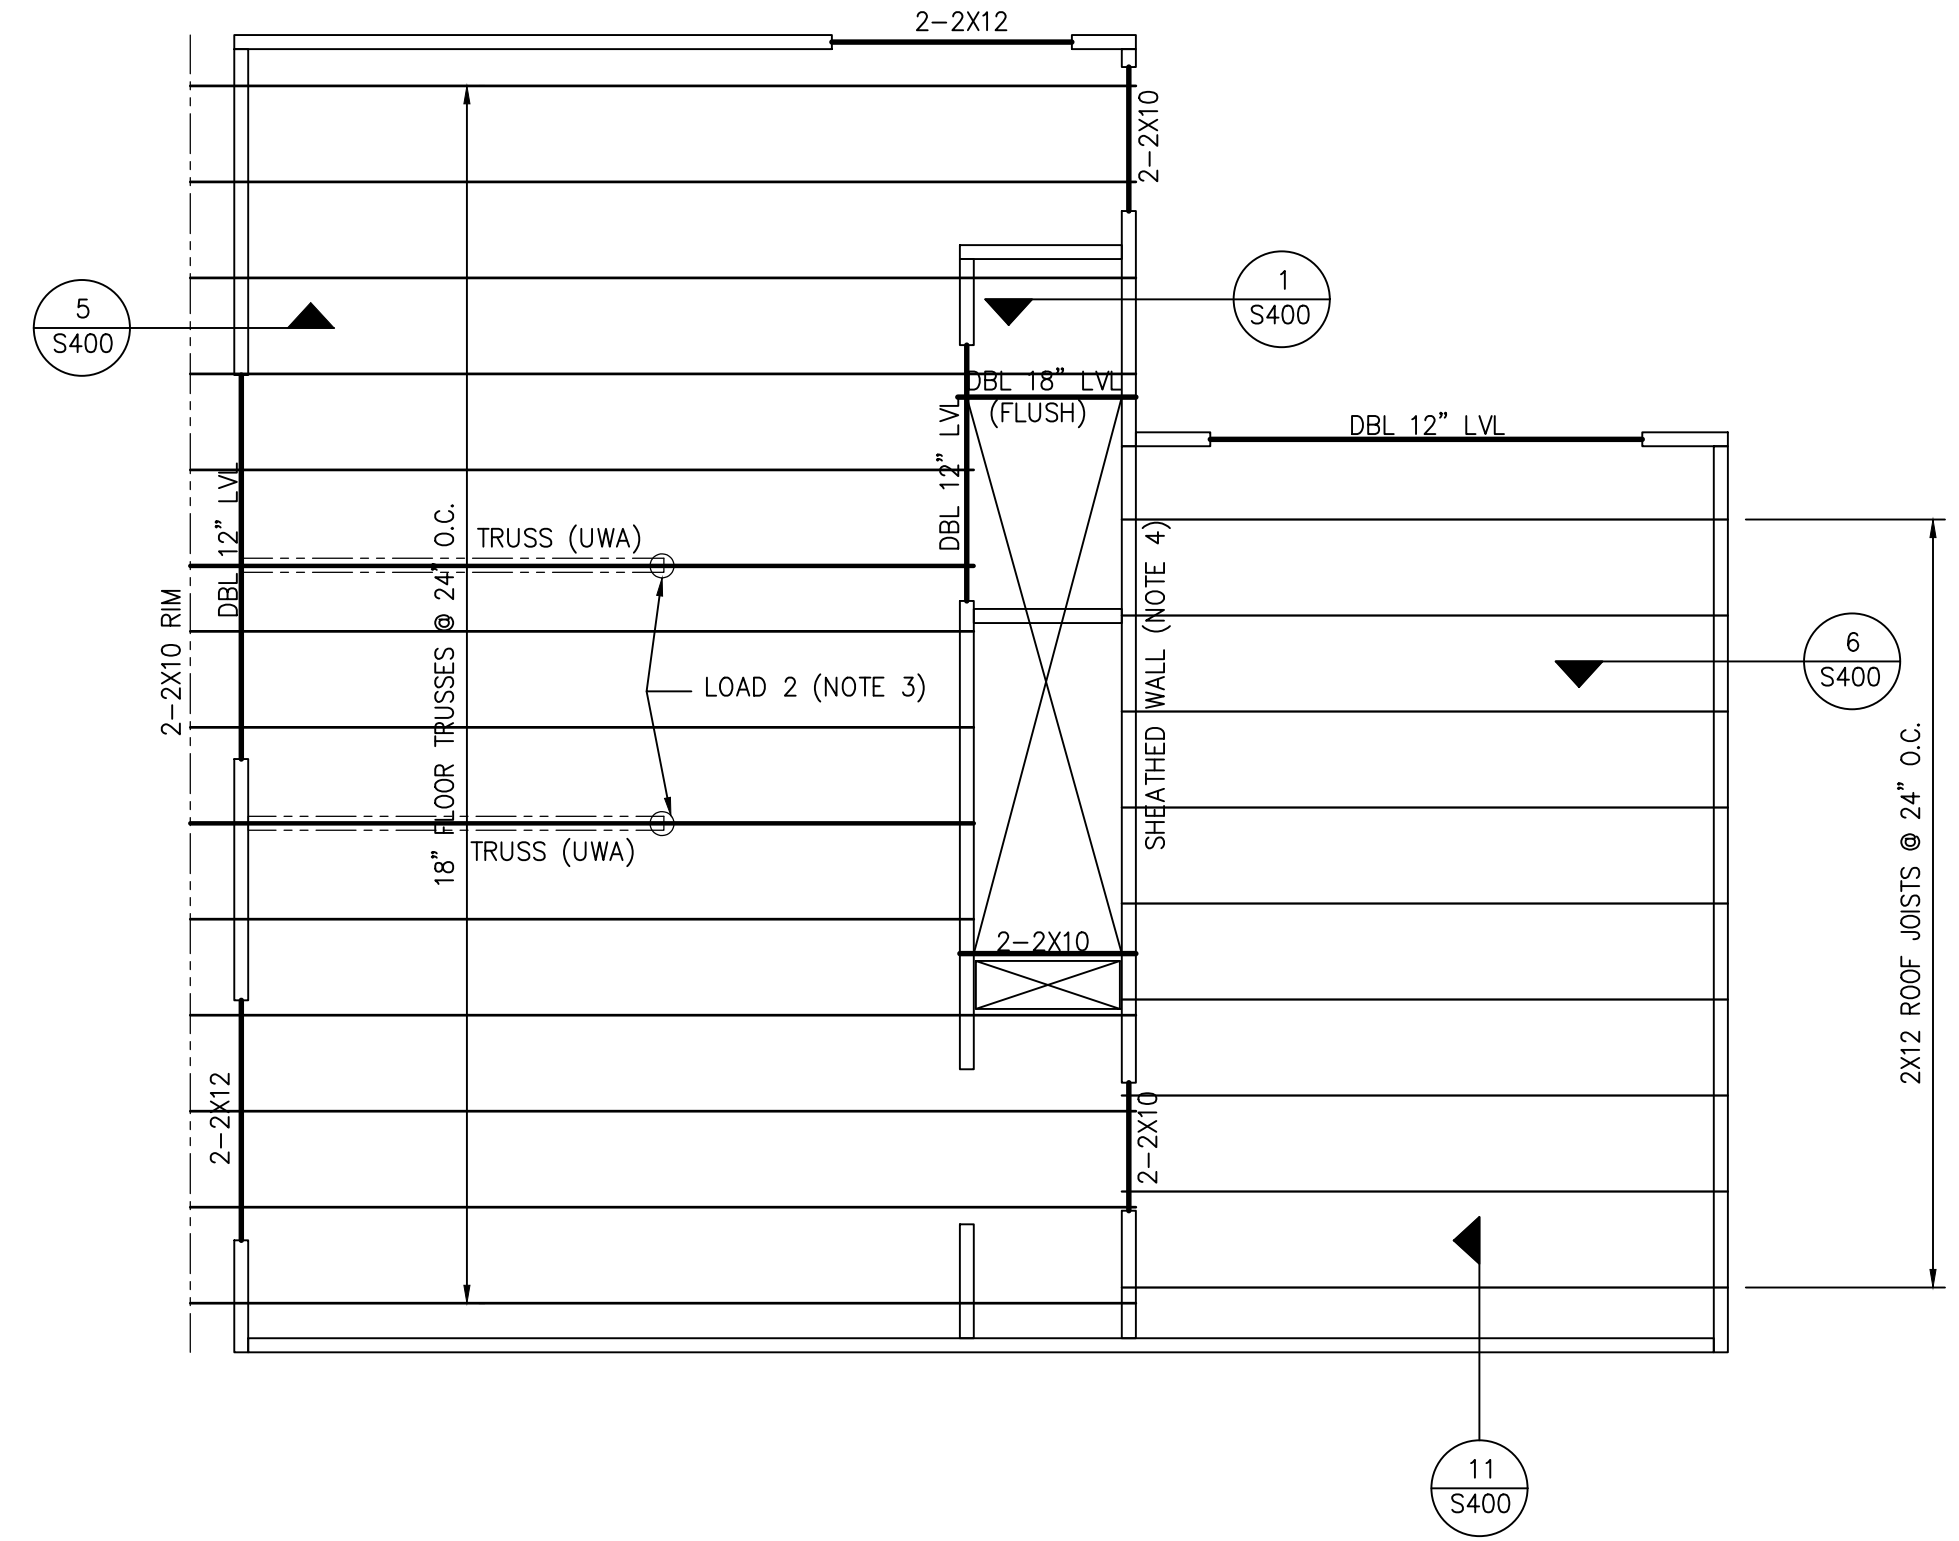 2-2X12
2-2X10
5
S400
1
S400
DBL 18" LVL
(FLUSH)
DBL 12" LVL
DBL 12" LVL
DBL 12" LVL
TRUSS (UWA)
18" FLOOR TRUSSES @ 24" O.C.
2-2X10 RIM
SHEATHED WALL (NOTE 4)
6
S400
LOAD 2 (NOTE 3)
TRUSS (UWA)
2X12 ROOF JOISTS @ 24" O.C.
2-2X10
2-2X12
2-2X10
11
S400